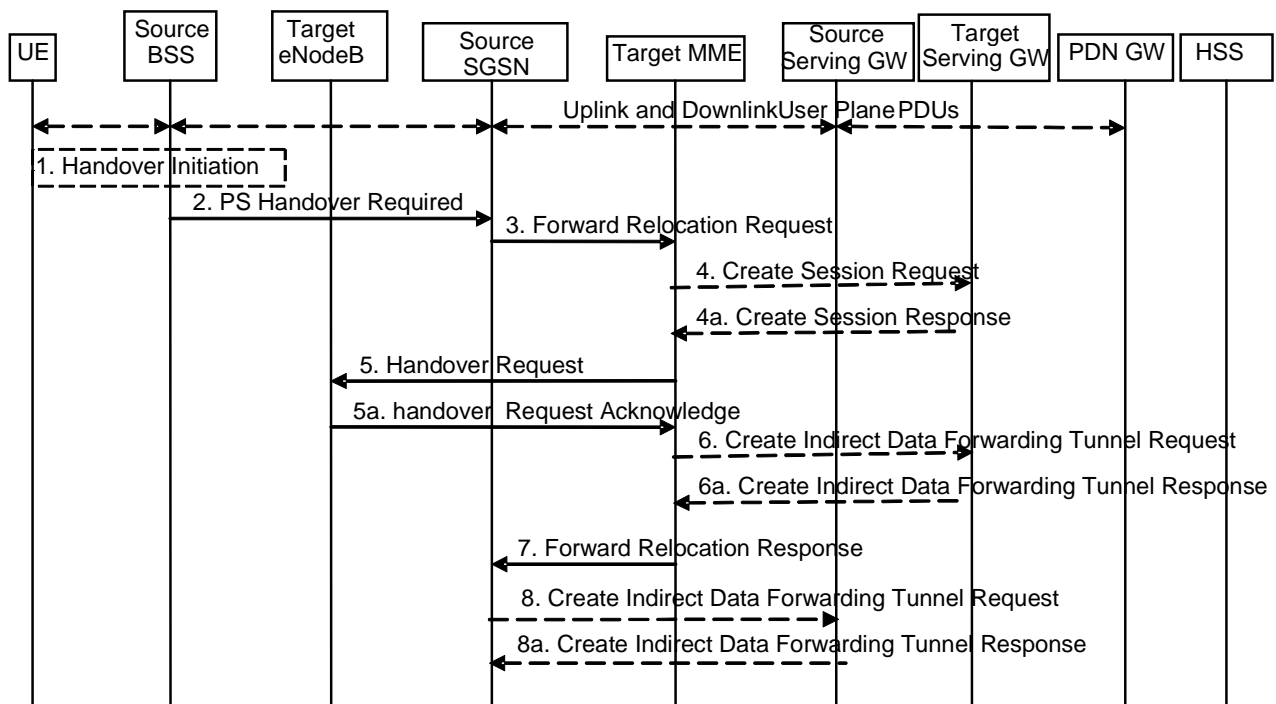 UE
Source
BSS
Target
eNodeB
Source
SGSN
Target MME
Source
Serving GW
Target
Serving GW
PDN GW
HSS
Uplink and DownlinkUser Plane PDUs
1. Handover Initiation
2. PS Handover Required
3. Forward Relocation Request
4. Create Session Request
4a. Create Session Response
5. Handover Request
5a. handover Request Acknowledge
6. Create Indirect Data Forwarding Tunnel Request
6a. Create Indirect Data Forwarding Tunnel Response
7. Forward Relocation Response
8. Create Indirect Data Forwarding Tunnel Request
8a. Create Indirect Data Forwarding Tunnel Response